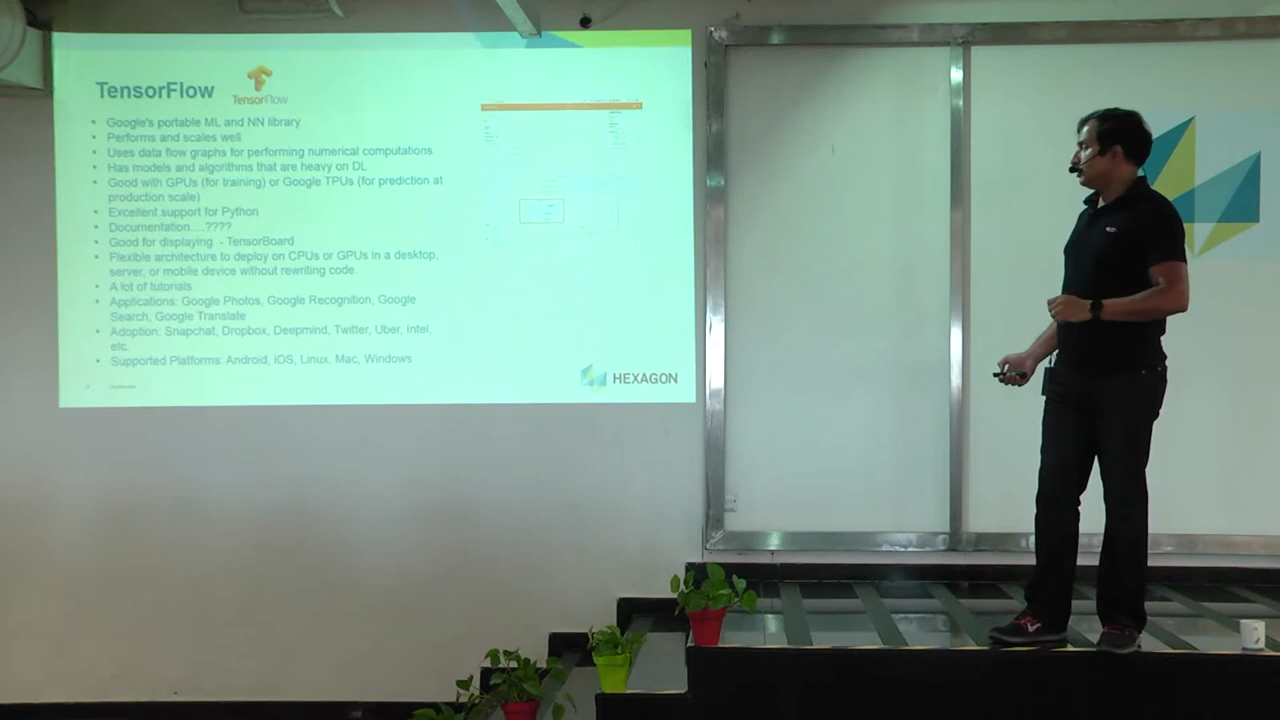 TensorFlow
TensorFlow
• Google's portable ML and NN library
• Performs and scales well
• Uses data flow graphs for performing numerical computations
• Has models and algorithms that are heavy on DL
• Good with GPUs (for training) or Google TPUs (for prediction at
production scale)
• Excellent support for Python
• Documentation....????
• Good for displaying - TensorBoard
• Flexible architecture to deploy on CPUs or GPUs in a desktop,
server, or mobile device without rewriting code.
• A lot of tutorials
• Applications: Google Photos, Google Recognition, Google
Search, Google Translate
• Adoption: Snapchat, Dropbox, Deepmind, Twitter, Uber, Intel,
etc.
• Supported Platforms: Android, iOS, Linux, Mac, Windows
HEXAGON